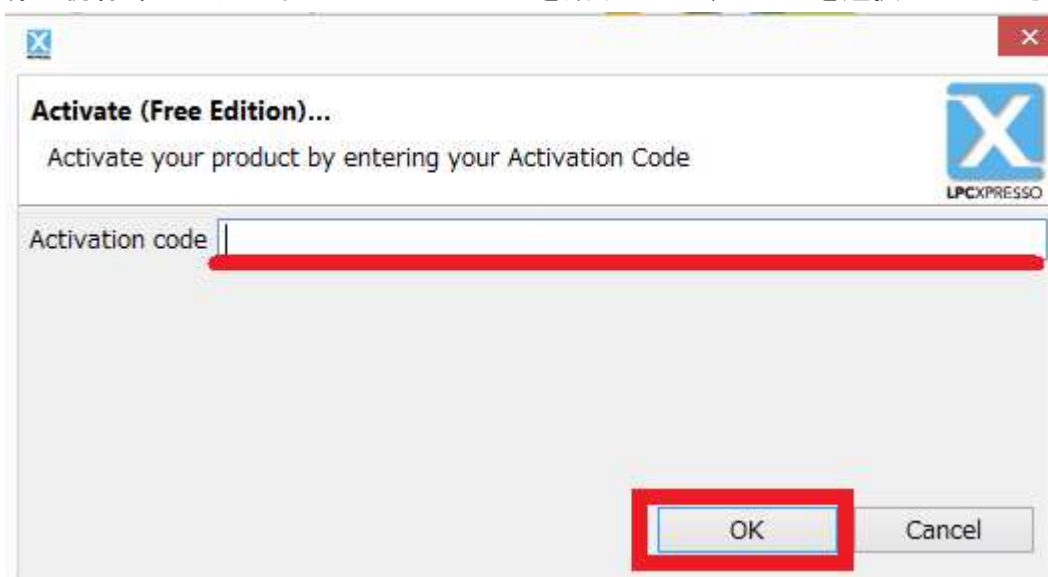 Activate (Free Edition)...
Activate your product by entering your Activation Code
LPCXPRESSO
Activation code
OK
Cancel